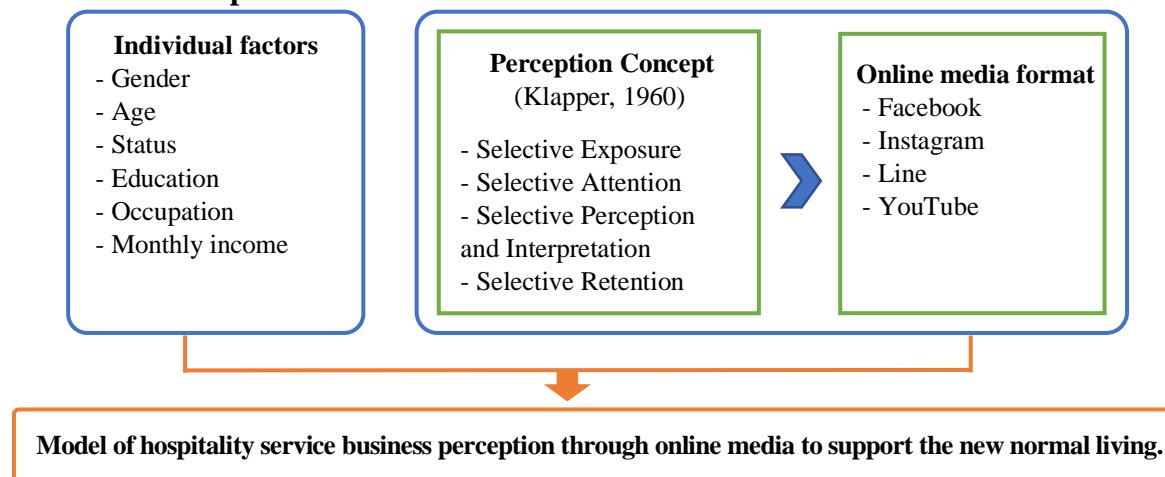 Individual factors
- Gender
- Age
- Status
- Education
- Occupation
- Monthly income
Perception Concept
(Klapper, 1960)
- Selective Exposure
- Selective Attention
- Selective Perception
and Interpretation
- Selective Retention
Online media format
- Facebook
- Instagram
- Line
- YouTube
Model of hospitality service business perception through online media to support the new normal living.